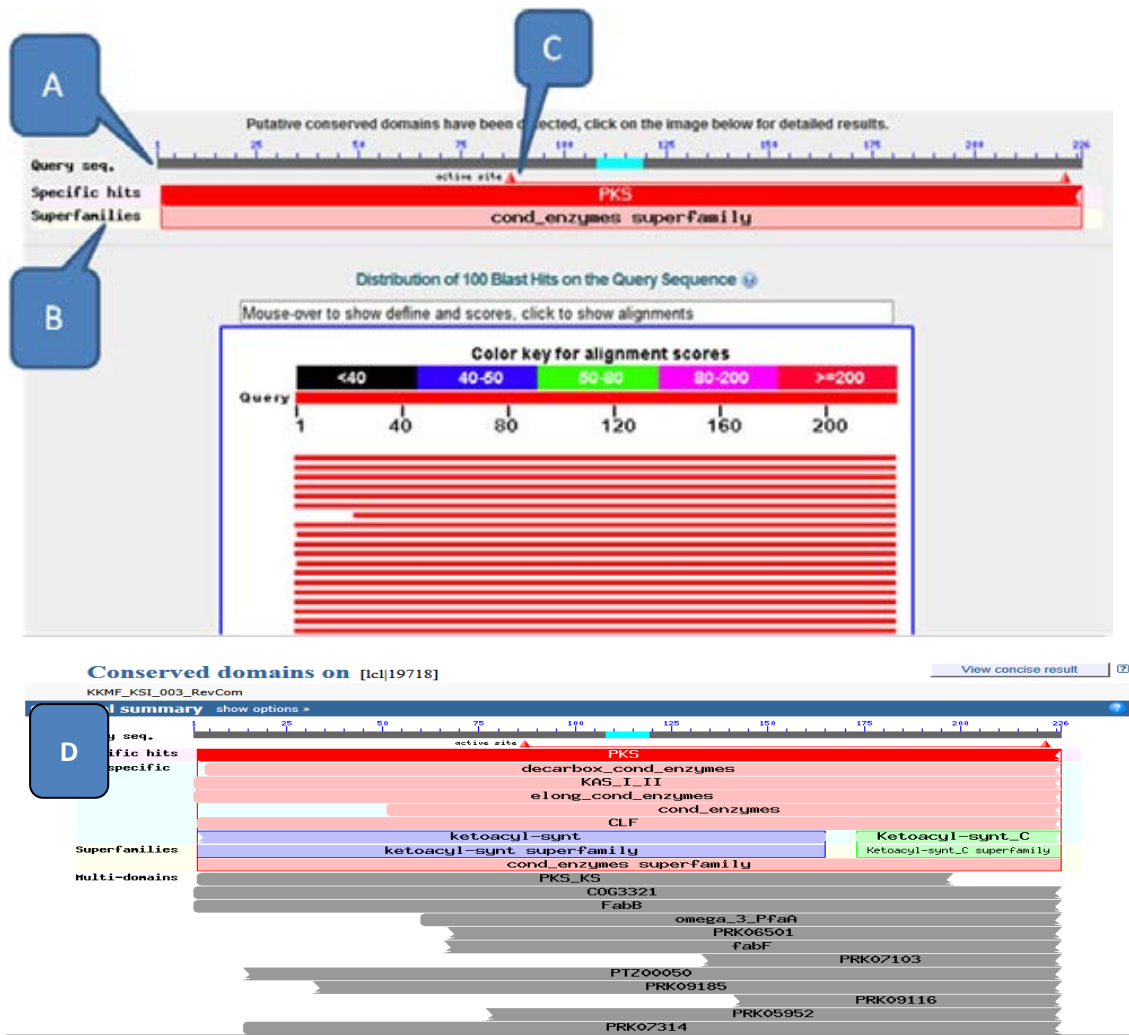 A
C
Putative conserved domains have been detected, click on the image below for detailed results.
1 25 50 75 100 125 150 175 200 226
Query seq.
active site
Specific hits PKS
Superfamilies cond_enzymes superfamily
B
Distribution of 100 Blast Hits on the Query Sequence
Mouse-over to show defline and scores, click to show alignments
Color key for alignment scores
<40 40-50 50-80 80-200 >=200
Query
1 40 80 120 160 200
Conserved domains on [lcl|19718]
View concise result ?
KKMF_KSI_003_RevCom
summary show options » ?
D
1 25 50 75 100 125 150 175 200 226
seq.
active site
hits PKS
specific decarbox_cond_enzymes
KAS_I_II
elong_cond_enzymes
cond_enzymes
CLF
ketoacyl-synt Ketoacyl-synt_C
Superfamilies ketoacyl-synt superfamily Ketoacyl-synt_C superfamily
cond_enzymes superfamily
Multi-domains PKS_KS
COG3321
FabB
omega_3_PfaA
PRK06501
fabF
PRK07103
PTZ00050
PRK09185
PRK09116
PRK05952
PRK07314